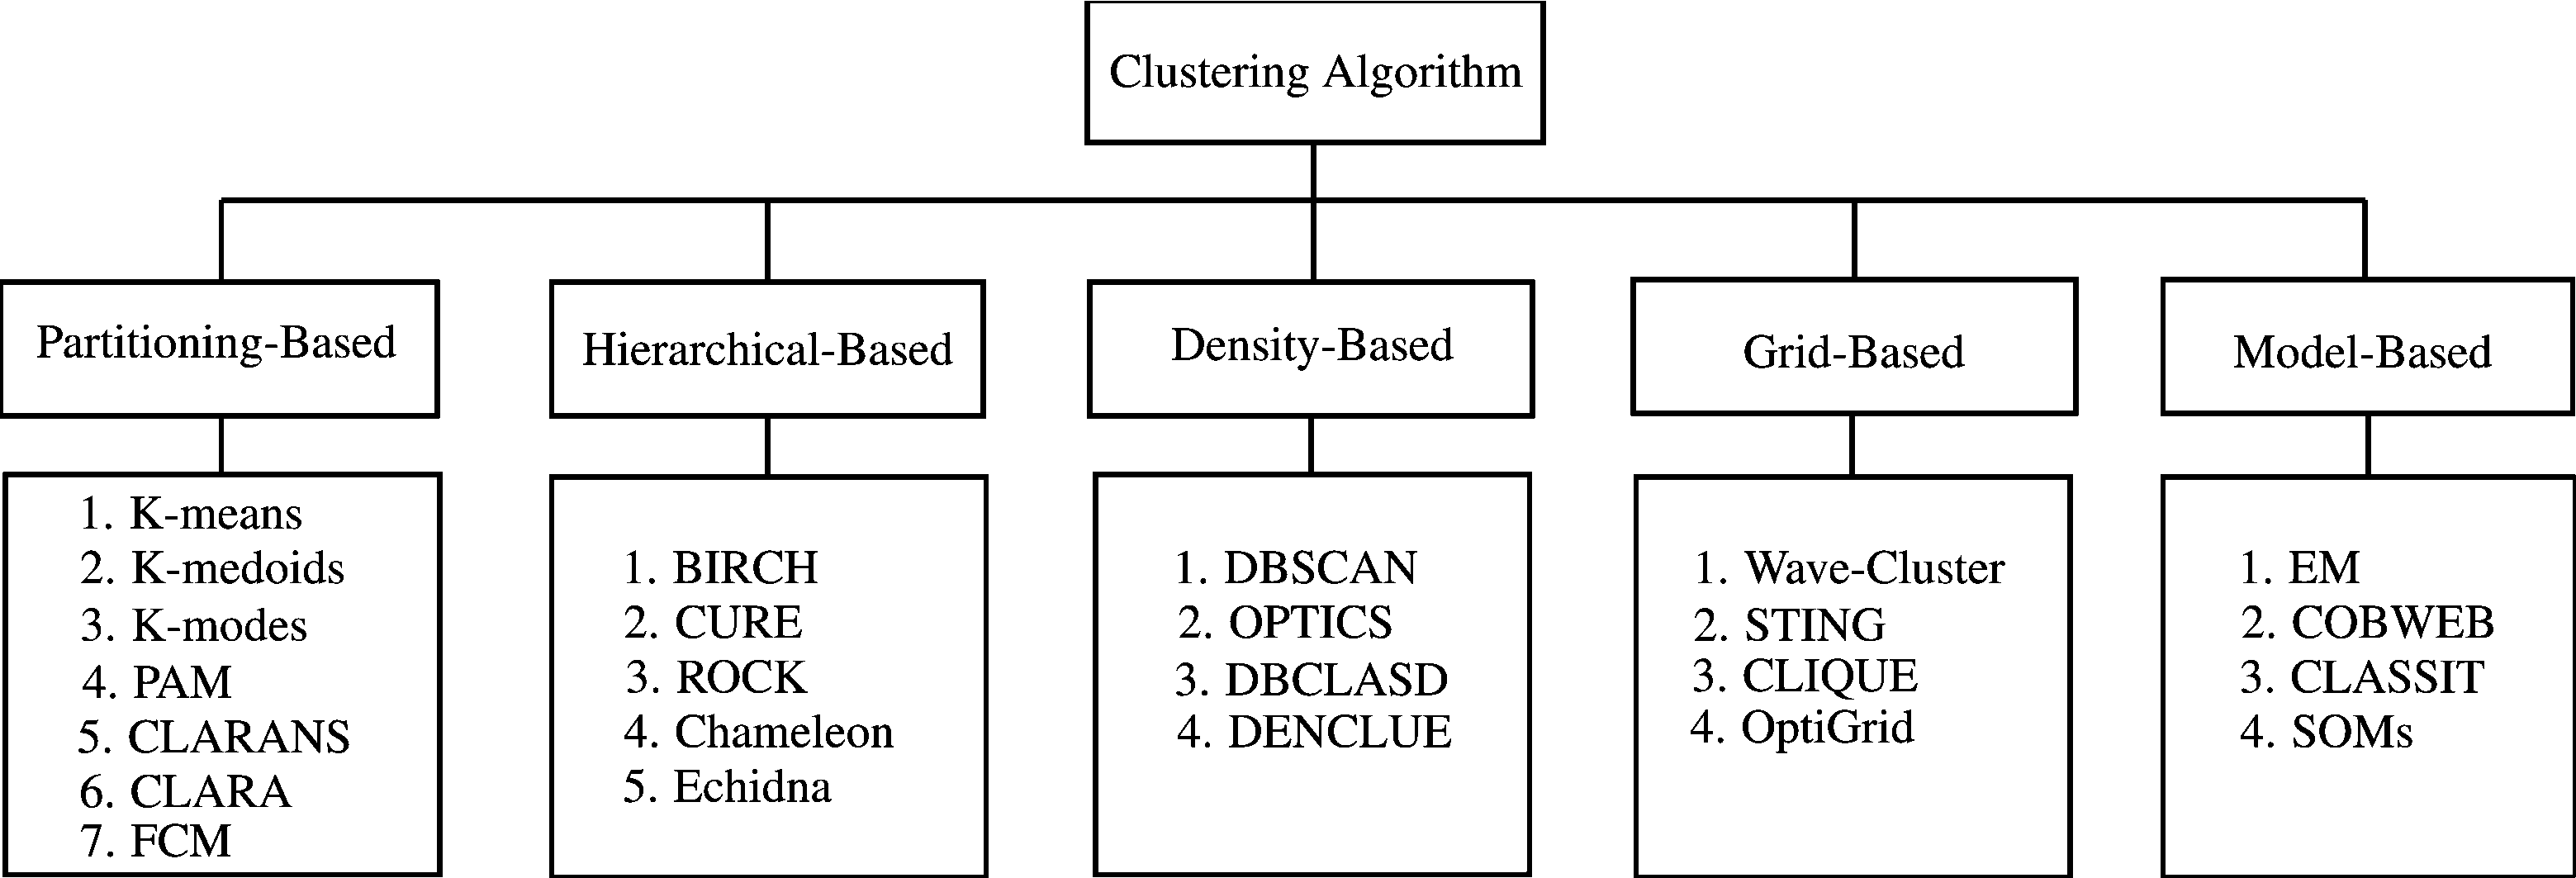 Clustering Algorithm
Partitioning-Based
Hierarchical-Based
Density-Based
Grid-Based
Model-Based
1. K-means
2. K-medoids
3. K-modes
4. PAM
5. CLARANS
6. CLARA
7. FCM
1. BIRCH
2. CURE
3. ROCK
4. Chameleon
5. Echidna
1. DBSCAN
2. OPTICS
3. DBCLASD
4. DENCLUE
1. Wave-Cluster
2. STING
3. CLIQUE
4. OptiGrid
1. EM
2. COBWEB
3. CLASSIT
4. SOMs